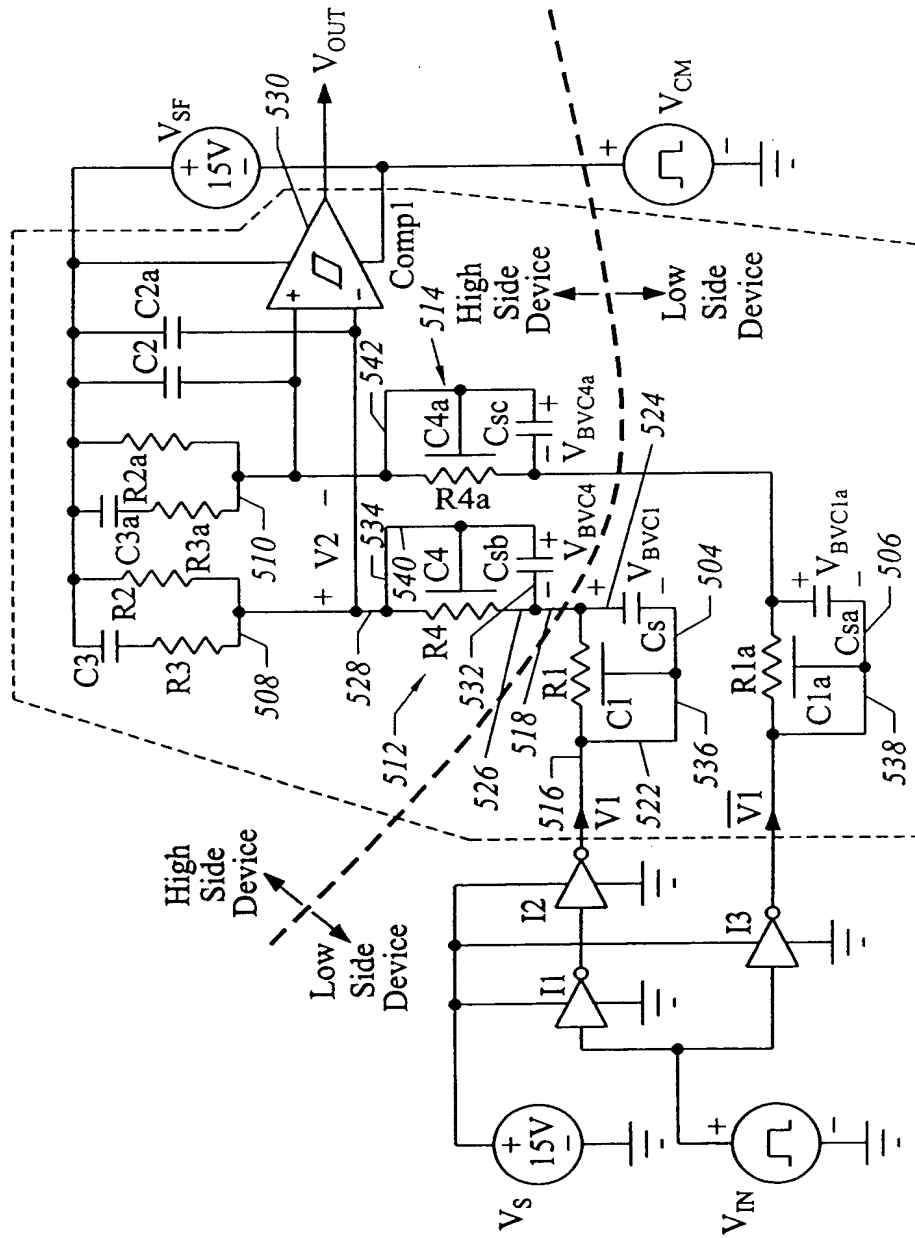 V_OUT
V_SF
+
15V
−
530
Comp1
+
−
C2a
C2
R2a
C3a
R3a
510
R2
C3
R3
508
−
V2
+
534
528
540
542
514
C4a
Csc
R4a
C4
Csb
R4
512
532
+
−
V_BVC4a
+
−
V_BVC4
524
High
Side
Device
Low
Side
Device
+
V_CM
−
526
518
+
V_BVC1
−
504
Cs
R1
C1
516
522
536
V1
+
V_BVC1a
−
506
Csa
R1a
C1a
538
V1
High
Side
Device
Low
Side
Device
I2
I1
I3
V_S
+
15V
−
V_IN
+
−